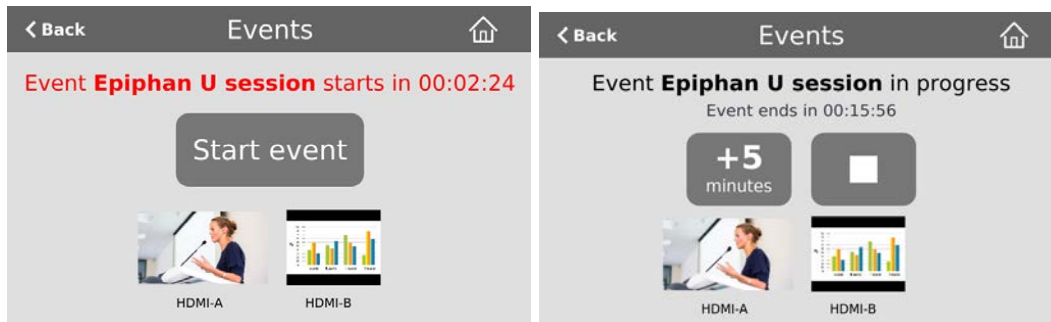 Back
Events
Event Epiphan U session starts in 00:02:24
Start event
HDMI-A
HDMI-B
Back
Events
Event Epiphan U session in progress
Event ends in 00:15:56
+5
minutes
HDMI-A
HDMI-B